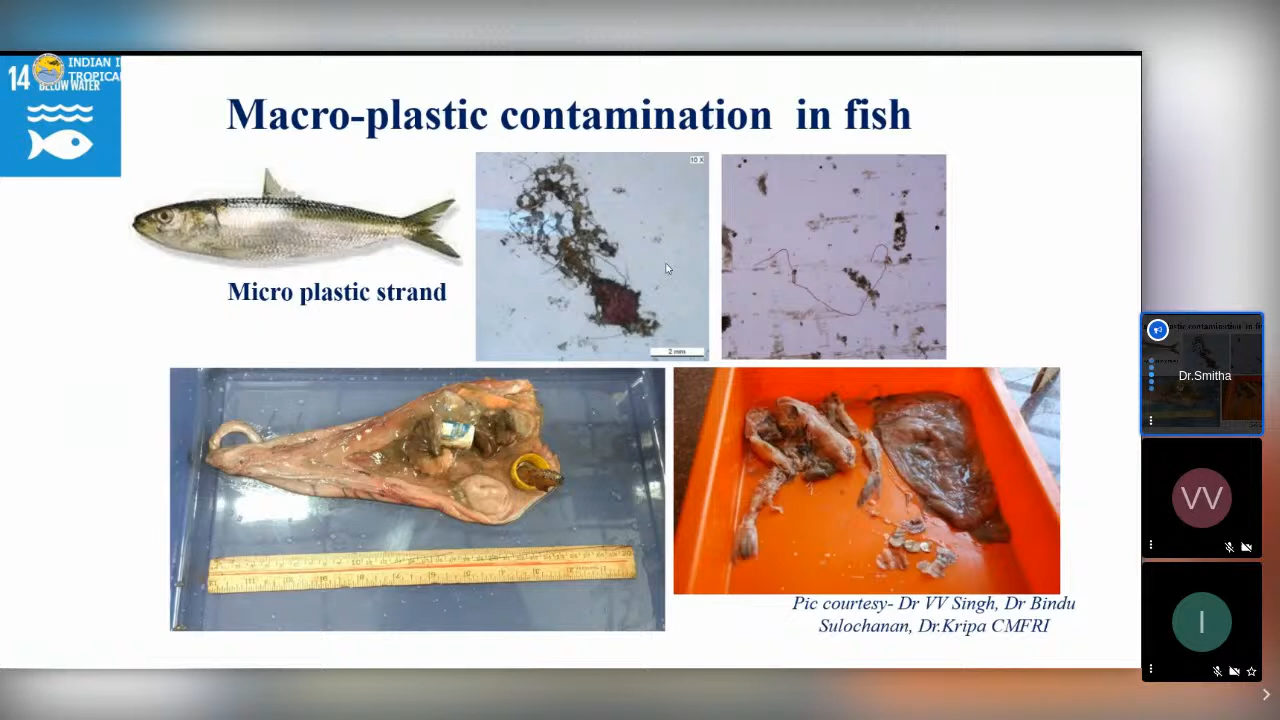 14
INDIAN I
TROPICA
BELOW WATER
Macro-plastic contamination in fish
10 X
Micro plastic strand
2 mm
Pic courtesy- Dr VV Singh, Dr Bindu
Sulochanan, Dr.Kripa CMFRI
Dr.Smitha
VV
I